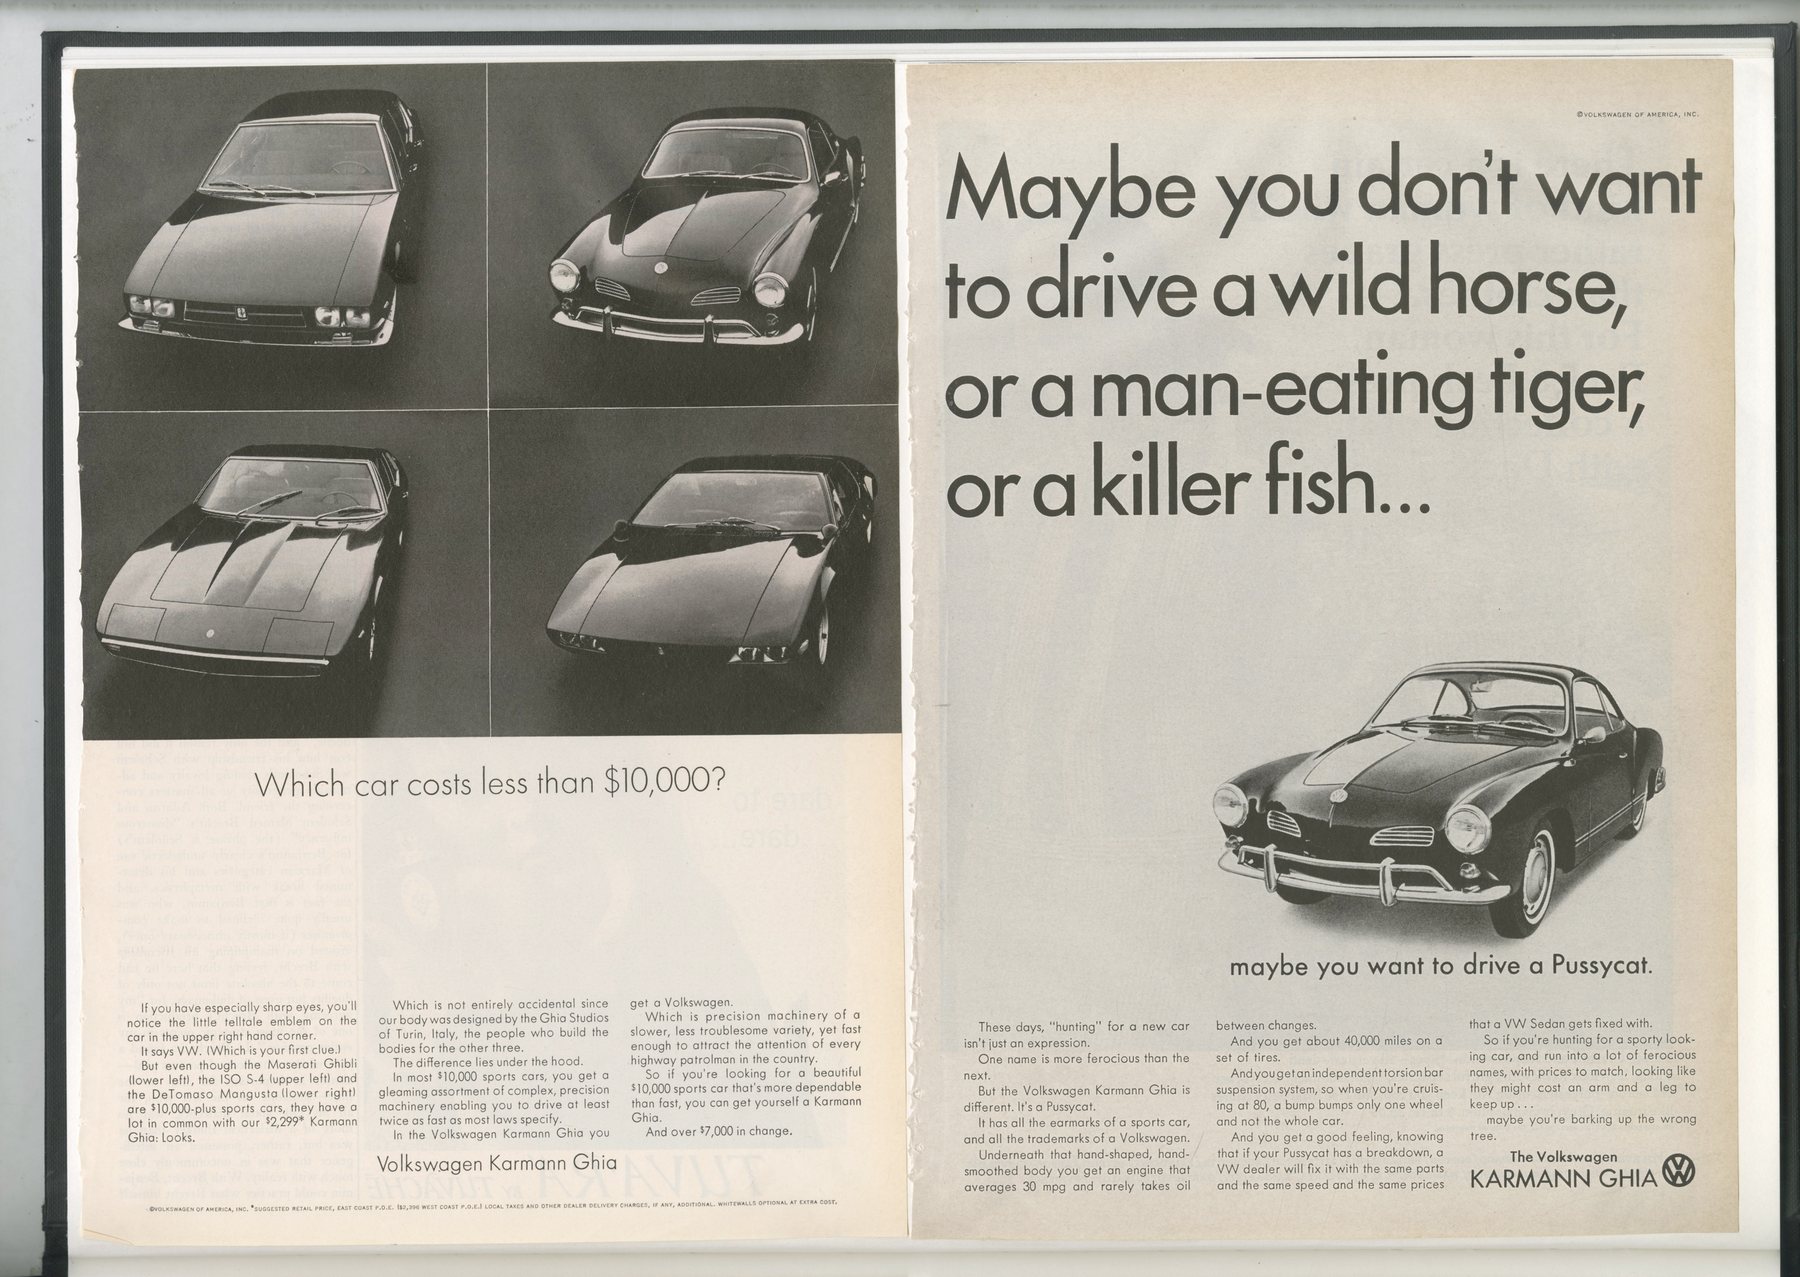 Which car costs less than $10,000?
If you have especially sharp eyes, you'll
notice the little telltale emblem on the
car in the upper right hand corner.
It says VW. (Which is your first clue.)
But even though the Maserati Ghibli
(lower left), the ISO S-4 (upper left) and
the DeTomaso Mangusta (lower right)
are $10,000-plus sports cars, they have a
lot in common with our $2,299* Karmann
Ghia: Looks.
Which is not entirely accidental since
our body was designed by the Ghia Studios
of Turin, Italy, the people who build the
bodies for the other three.
The difference lies under the hood.
In most $10,000 sports cars, you get a
gleaming assortment of complex, precision
machinery enabling you to drive at least
twice as fast as most laws specify.
In the Volkswagen Karmann Ghia you
get a Volkswagen.
Which is precision machinery of a
slower, less troublesome variety, yet fast
enough to attract the attention of every
highway patrolman in the country.
So if you're looking for a beautiful
$10,000 sports car that's more dependable
than fast, you can get yourself a Karmann
Ghia.
And over $7,000 in change.
Volkswagen Karmann Ghia
©VOLKSWAGEN OF AMERICA, INC. *SUGGESTED RETAIL PRICE, EAST COAST P.O.E. ($2,396 WEST COAST P.O.E.) LOCAL TAXES AND OTHER DEALER DELIVERY CHARGES, IF ANY, ADDITIONAL. WHITEWALLS OPTIONAL AT EXTRA COST.
©VOLKSWAGEN OF AMERICA, INC.
Maybe you don't want
to drive a wild horse,
or a man-eating tiger,
or a killer fish...
maybe you want to drive a Pussycat.
These days, "hunting" for a new car
isn't just an expression.
One name is more ferocious than the
next.
But the Volkswagen Karmann Ghia is
different. It's a Pussycat.
It has all the earmarks of a sports car,
and all the trademarks of a Volkswagen.
Underneath that hand-shaped, hand-
smoothed body you get an engine that
averages 30 mpg and rarely takes oil
between changes.
And you get about 40,000 miles on a
set of tires.
And you get an independent torsion bar
suspension system, so when you're cruis-
ing at 80, a bump bumps only one wheel
and not the whole car.
And you get a good feeling, knowing
that if your Pussycat has a breakdown, a
VW dealer will fix it with the same parts
and the same speed and the same prices
that a VW Sedan gets fixed with.
So if you're hunting for a sporty look-
ing car, and run into a lot of ferocious
names, with prices to match, looking like
they might cost an arm and a leg to
keep up . . .
maybe you're barking up the wrong
tree.
The Volkswagen
KARMANN GHIA